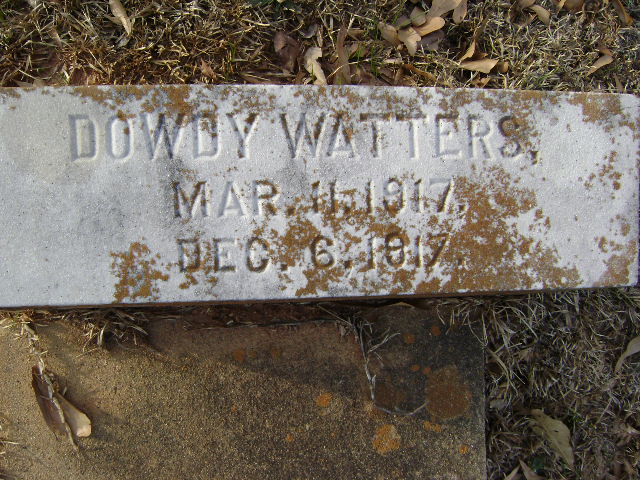 DOWDY WATTERS,
MAR. 11, 1917.
DEC. 6, 1917.